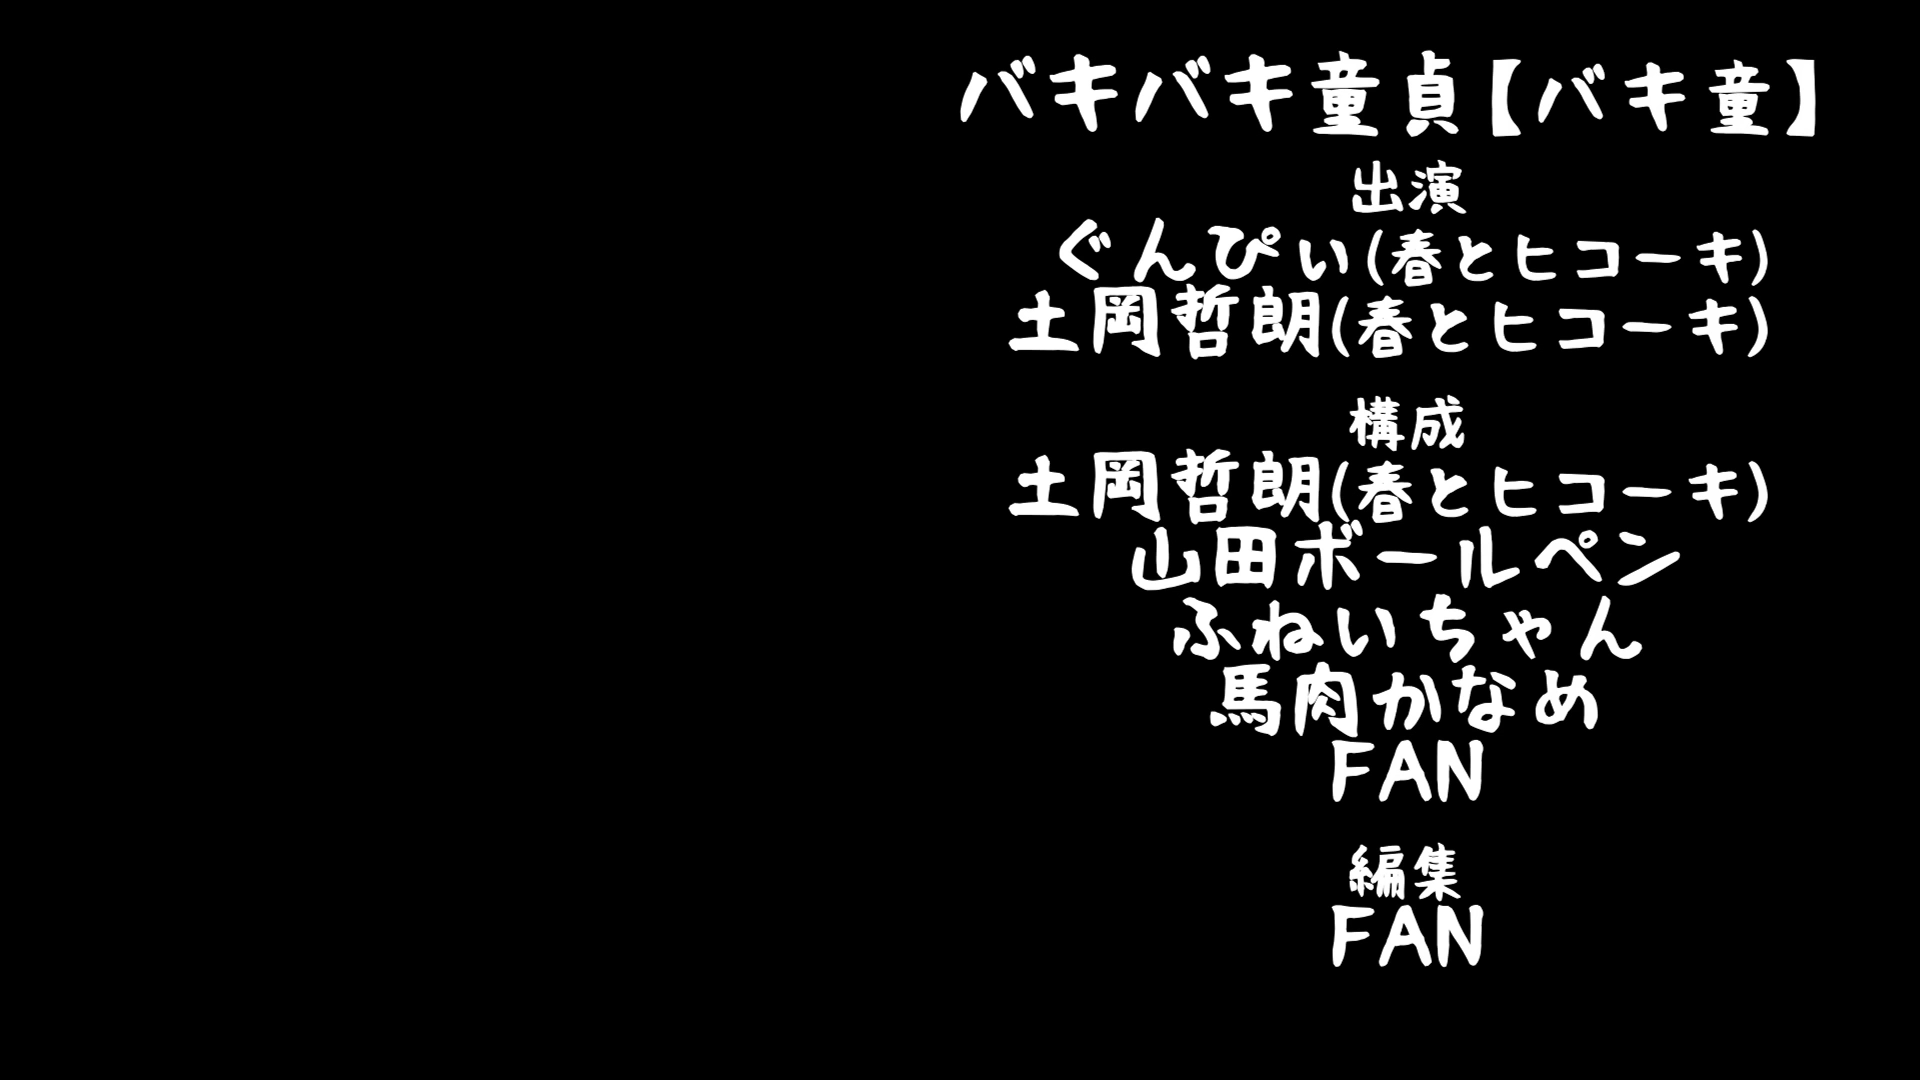 バキバキ童貞【バキ童】
出演
ぐんぴぃ(春とヒコーキ)
土岡哲朗(春とヒコーキ)
構成
土岡哲朗(春とヒコーキ)
山田ボールペン
ふねいちゃん
馬肉かなめ
FAN
編集
FAN